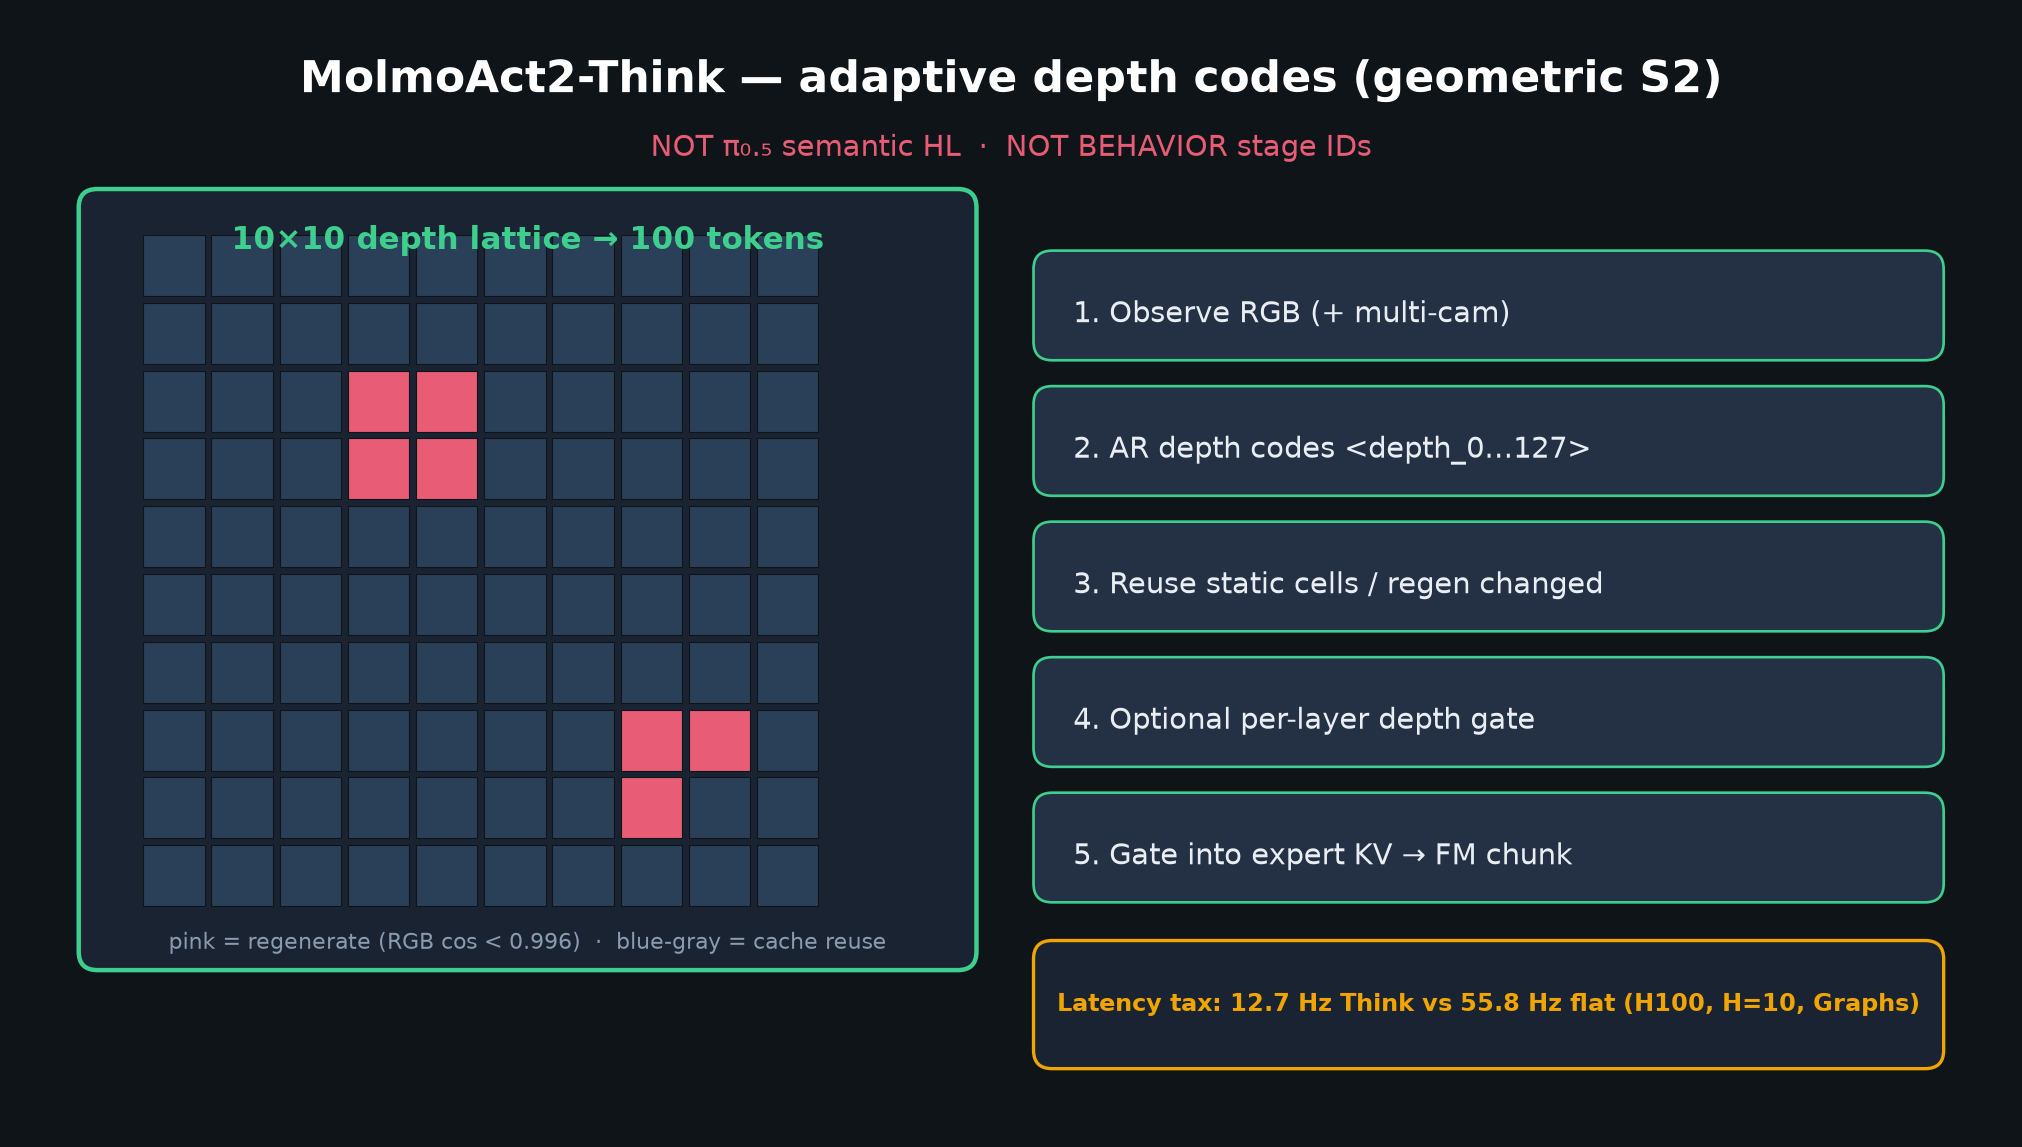 MolmoAct2-Think — adaptive depth codes (geometric S2)
NOT π₀.₅ semantic HL · NOT BEHAVIOR stage IDs
10×10 depth lattice → 100 tokens
pink = regenerate (RGB cos < 0.996) · blue-gray = cache reuse
1. Observe RGB (+ multi-cam)
2. AR depth codes <depth_0…127>
3. Reuse static cells / regen changed
4. Optional per-layer depth gate
5. Gate into expert KV → FM chunk
Latency tax: 12.7 Hz Think vs 55.8 Hz flat (H100, H=10, Graphs)